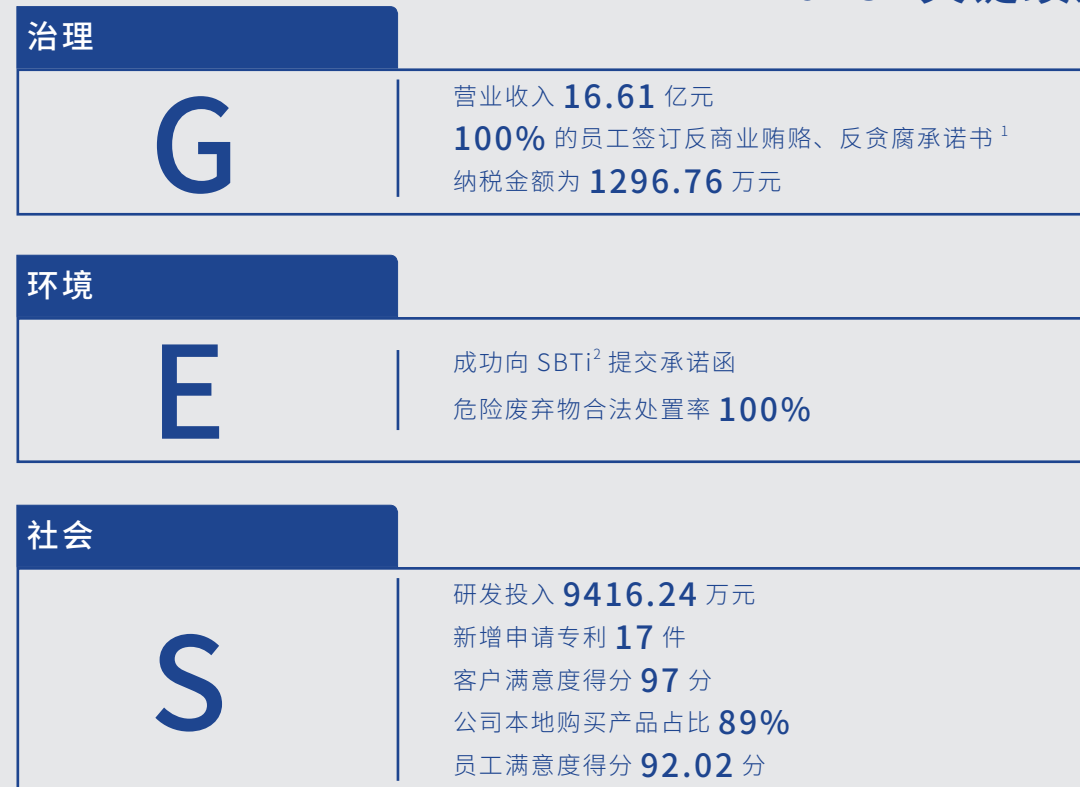 治理
G
营业收入 16.61 亿元
100% 的员工签订反商业贿赂、反贪腐承诺书 1
纳税金额为 1296.76 万元
环境
E
成功向 SBTi2 提交承诺函
危险废弃物合法处置率 100%
社会
S
研发投入 9416.24 万元
新增申请专利 17 件
客户满意度得分 97 分
公司本地购买产品占比 89%
员工满意度得分 92.02 分